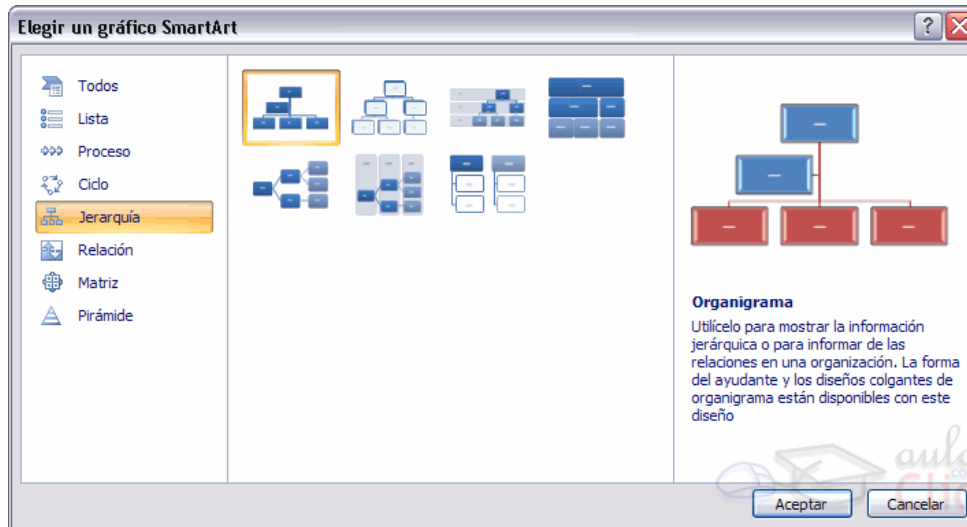 Elegir un gráfico SmartArt
Todos
Lista
Proceso
Ciclo
Jerarquía
Relación
Matriz
Pirámide
Organigrama
Utilícelo para mostrar la información
jerárquica o para informar de las
relaciones en una organización. La forma
del ayudante y los diseños colgantes de
organigrama están disponibles con este
diseño
aula
Clic
Aceptar
Cancelar